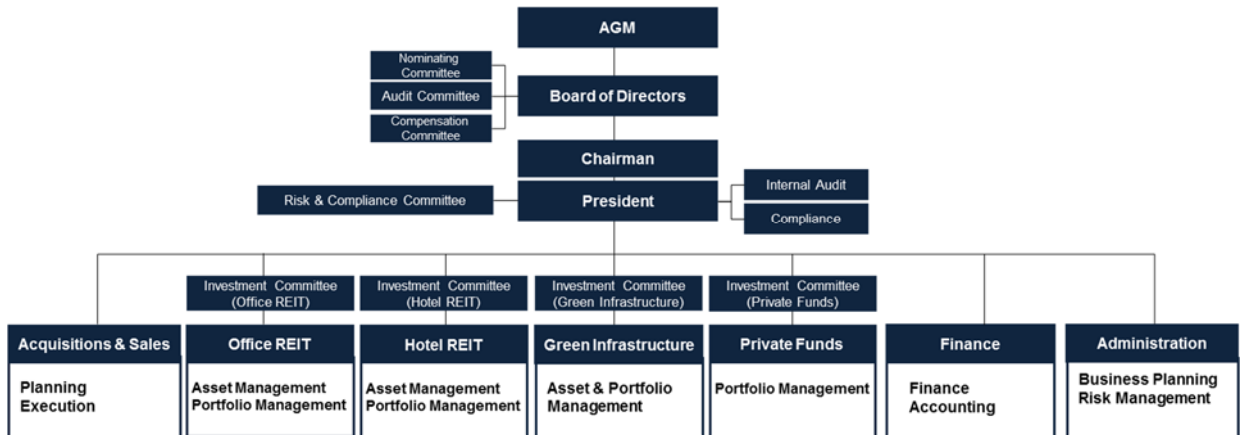 AGM
Nominating
Committee
Audit Committee
Board of Directors
Compensation
Committee
Chairman
Risk & Compliance Committee
President
Internal Audit
Compliance
Investment Committee
(Office REIT)
Investment Committee
(Hotel REIT)
Investment Committee
(Green Infrastructure)
Investment Committee
(Private Funds)
Acquisitions & Sales
Planning
Execution
Office REIT
Asset Management
Portfolio Management
Hotel REIT
Asset Management
Portfolio Management
Green Infrastructure
Asset & Portfolio
Management
Private Funds
Portfolio Management
Finance
Finance
Accounting
Administration
Business Planning
Risk Management